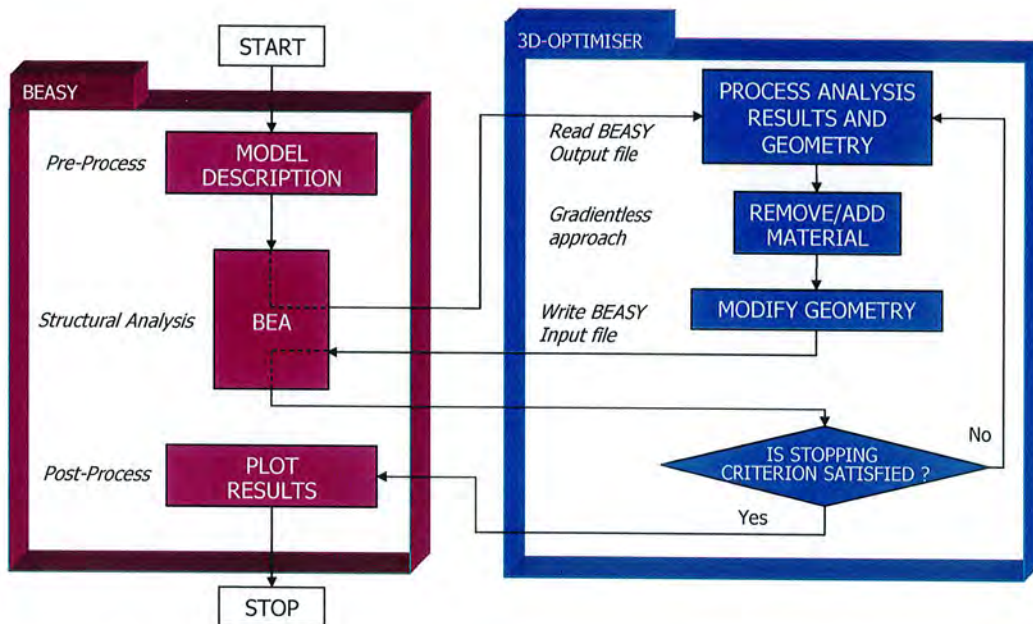 START
BEASY
Pre-Process
MODEL
DESCRIPTION
Structural Analysis
BEA
Post-Process
PLOT
RESULTS
STOP
3D-OPTIMISER
Read BEASY
Output file
PROCESS ANALYSIS
RESULTS AND
GEOMETRY
Gradientless
approach
REMOVE/ADD
MATERIAL
Write BEASY
Input file
MODIFY GEOMETRY
IS STOPPING
CRITERION SATISFIED ?
No
Yes